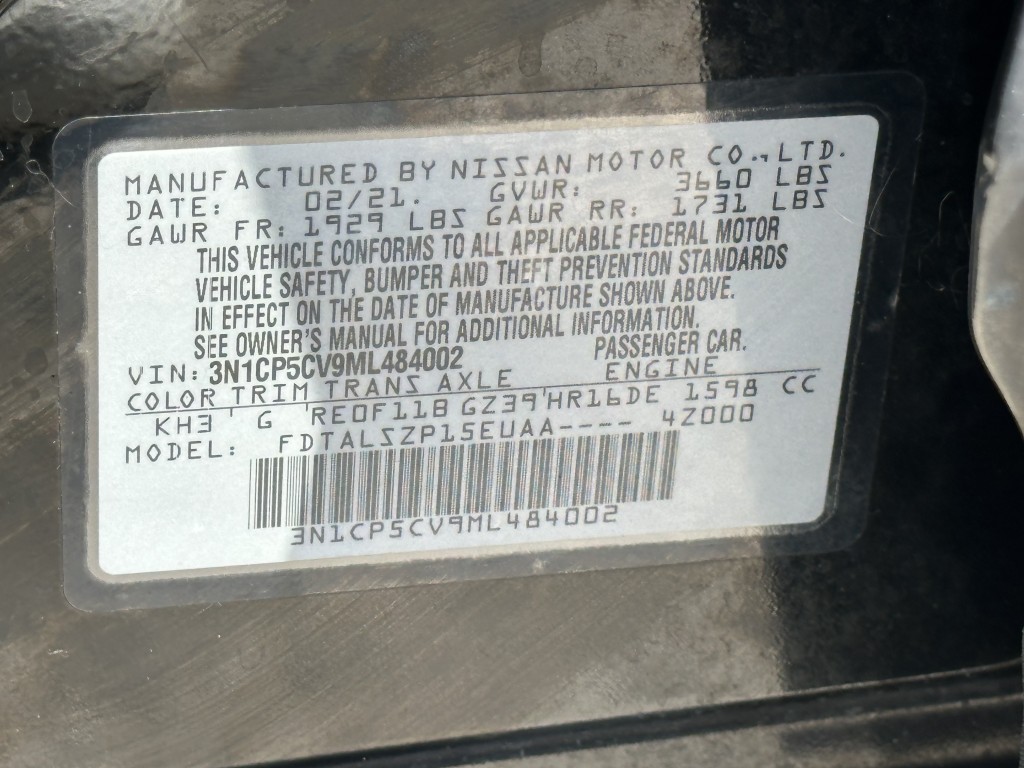 MANUFACTURED BY NISSAN MOTOR CO.,LTD.
DATE: 02/21. GVWR: 3660 LBS
GAWR FR: 1929 LBS GAWR RR: 1731 LBS
THIS VEHICLE CONFORMS TO ALL APPLICABLE FEDERAL MOTOR
VEHICLE SAFETY, BUMPER AND THEFT PREVENTION STANDARDS
IN EFFECT ON THE DATE OF MANUFACTURE SHOWN ABOVE.
SEE OWNER'S MANUAL FOR ADDITIONAL INFORMATION.
VIN: 3N1CP5CV9ML484002 PASSENGER CAR.
COLOR TRIM TRANS AXLE ENGINE
KH3 ' G 'RE0F11B GZ39'HR16DE 1598 CC
MODEL: FDTALSZP15EUAA---- 4Z000
3N1CP5CV9ML484002